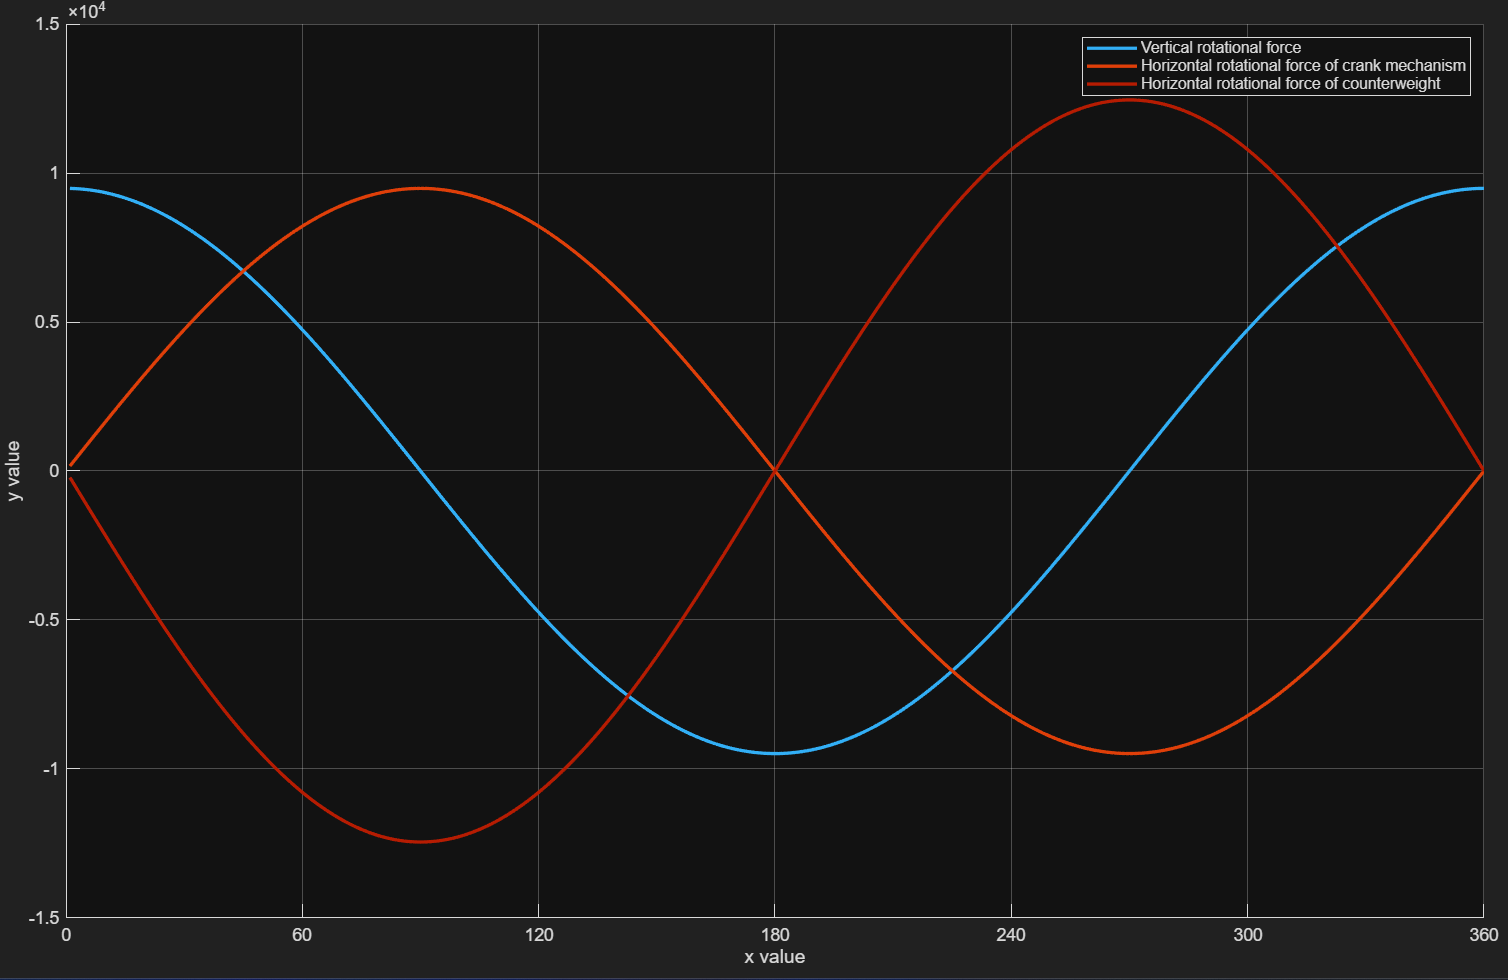 ×10⁴
1.5
1
0.5
0
-0.5
-1
-1.5
y value
Vertical rotational force
Horizontal rotational force of crank mechanism
Horizontal rotational force of counterweight
0 60 120 180 240 300 360
x value